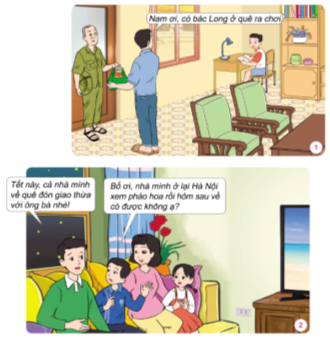 Nam ơi, có bác Long ở quê ra chơi.
1
Tết này, cả nhà mình
về quê đón giao thừa
với ông bà nhé!
Bố ơi, nhà mình ở lại Hà Nội
xem pháo hoa rồi hôm sau về
có được không ạ?
2